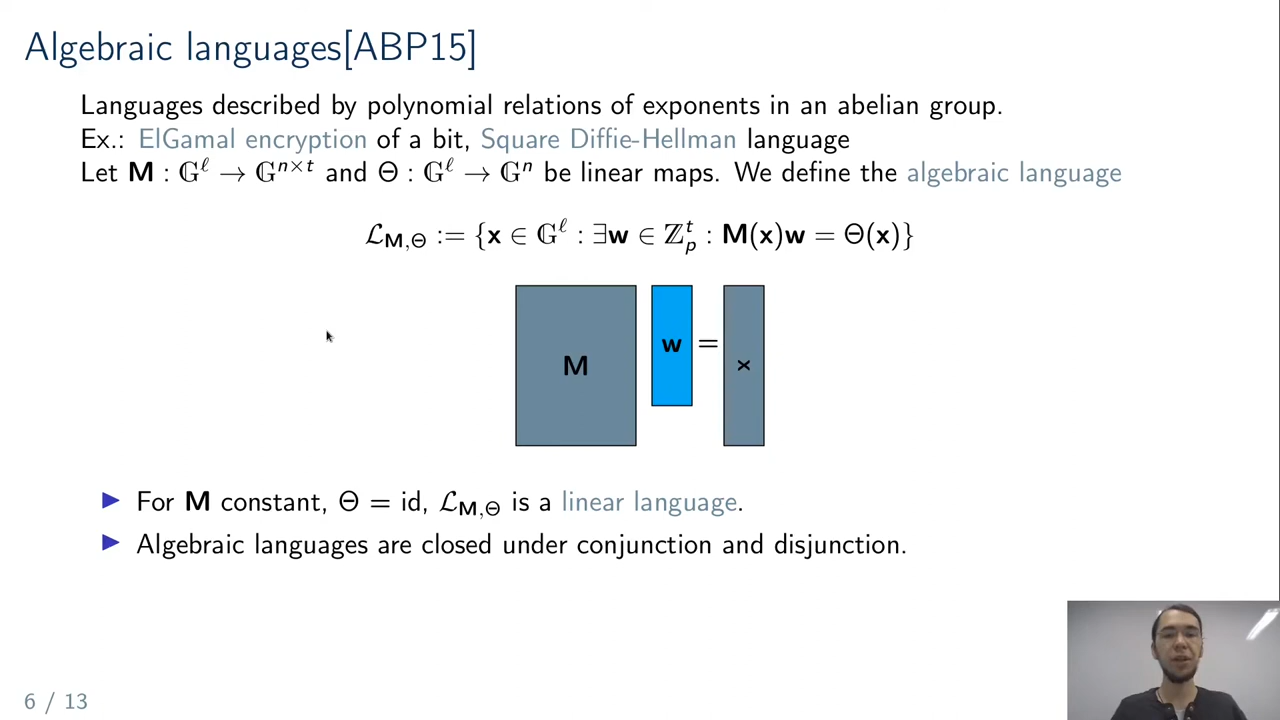 Algebraic languages[ABP15]
Languages described by polynomial relations of exponents in an abelian group.
Ex.: ElGamal encryption of a bit, Square Diffie-Hellman language
Let M : 𝔾^ℓ → 𝔾^{n×t} and Θ : 𝔾^ℓ → 𝔾^n be linear maps. We define the algebraic language
ℒ_{M,Θ} := {x ∈ 𝔾^ℓ : ∃w ∈ ℤ_p^t : M(x)w = Θ(x)}
M w = x
▶ For M constant, Θ = id, ℒ_{M,Θ} is a linear language.
▶ Algebraic languages are closed under conjunction and disjunction.
6 / 13